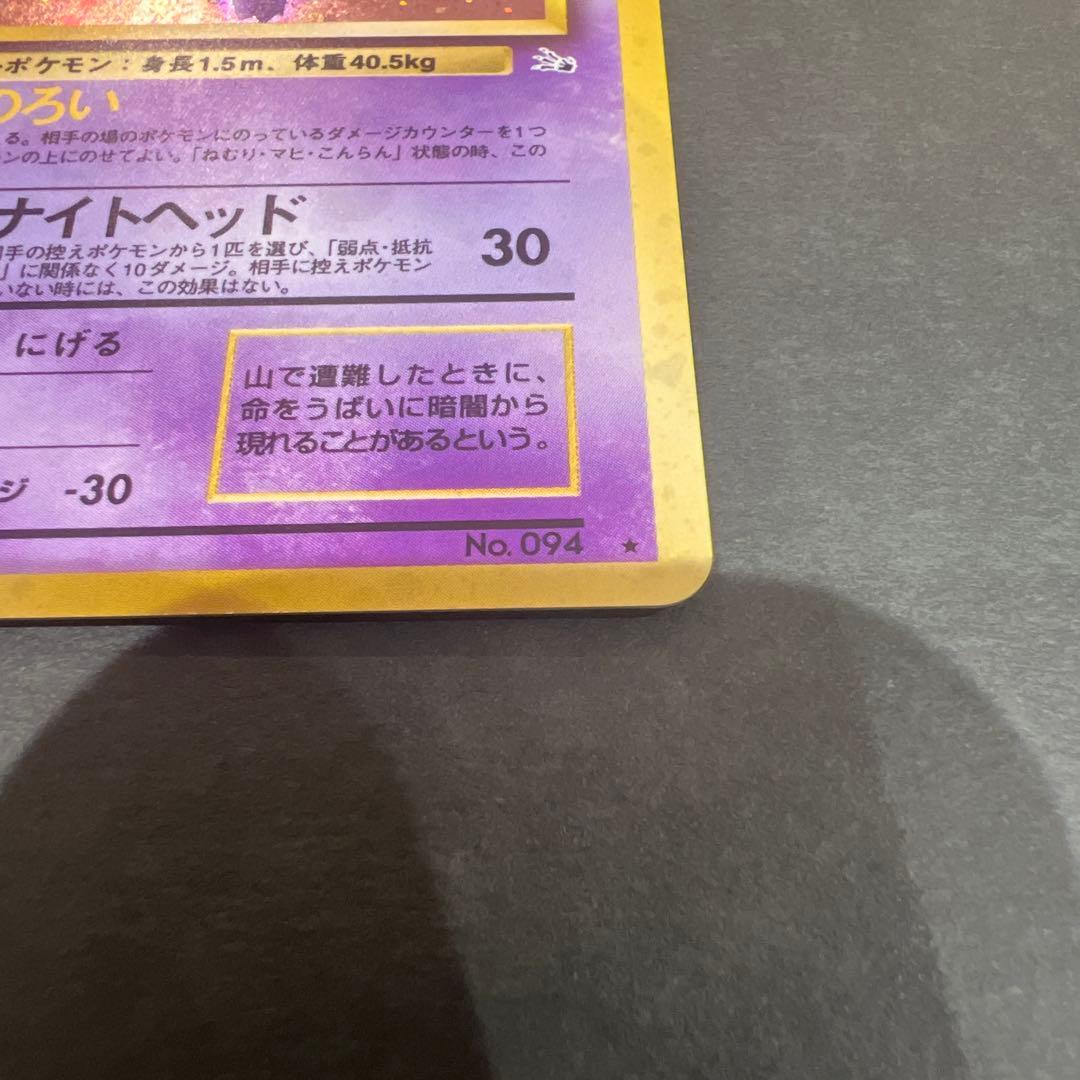 ポケモン：身長1.5m、体重40.5kg
のろい
る。相手の場のポケモンにのっているダメージカウンターを1つ
ンの上にのせてよい。「ねむり・マヒ・こんらん」状態の時、この
ナイトヘッド 30
手の控えポケモンから1匹を選び、「弱点・抵抗
」に関係なく10ダメージ。相手に控えポケモン
いない時には、この効果はない。
にげる
山で遭難したときに、
命をうばいに暗闇から
現れることがあるという。
ジ -30
No. 094 ★